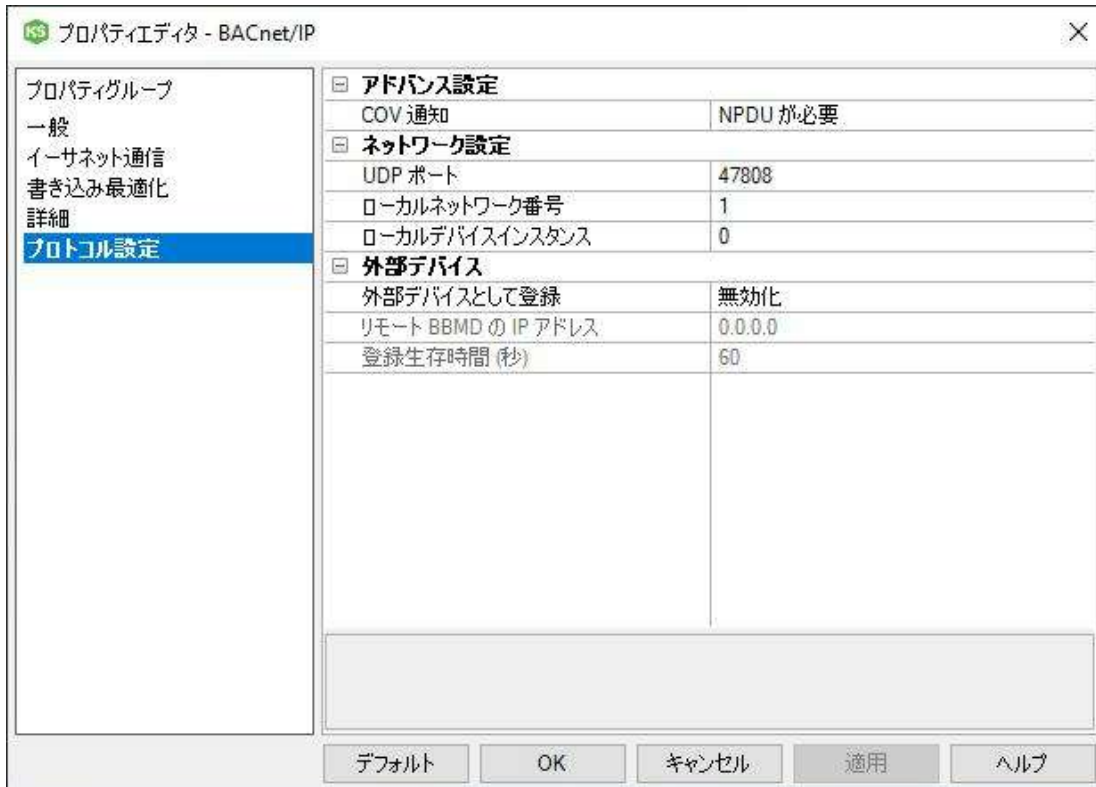 KS プロパティエディタ - BACnet/IP
プロパティグループ
一般
イーサネット通信
書き込み最適化
詳細
プロトコル設定
アドバンス設定
COV 通知 NPDU が必要
ネットワーク設定
UDP ポート 47808
ローカルネットワーク番号 1
ローカルデバイスインスタンス 0
外部デバイス
外部デバイスとして登録 無効化
リモート BBMD の IP アドレス 0.0.0.0
登録生存時間 (秒) 60
デフォルト OK キャンセル 適用 ヘルプ